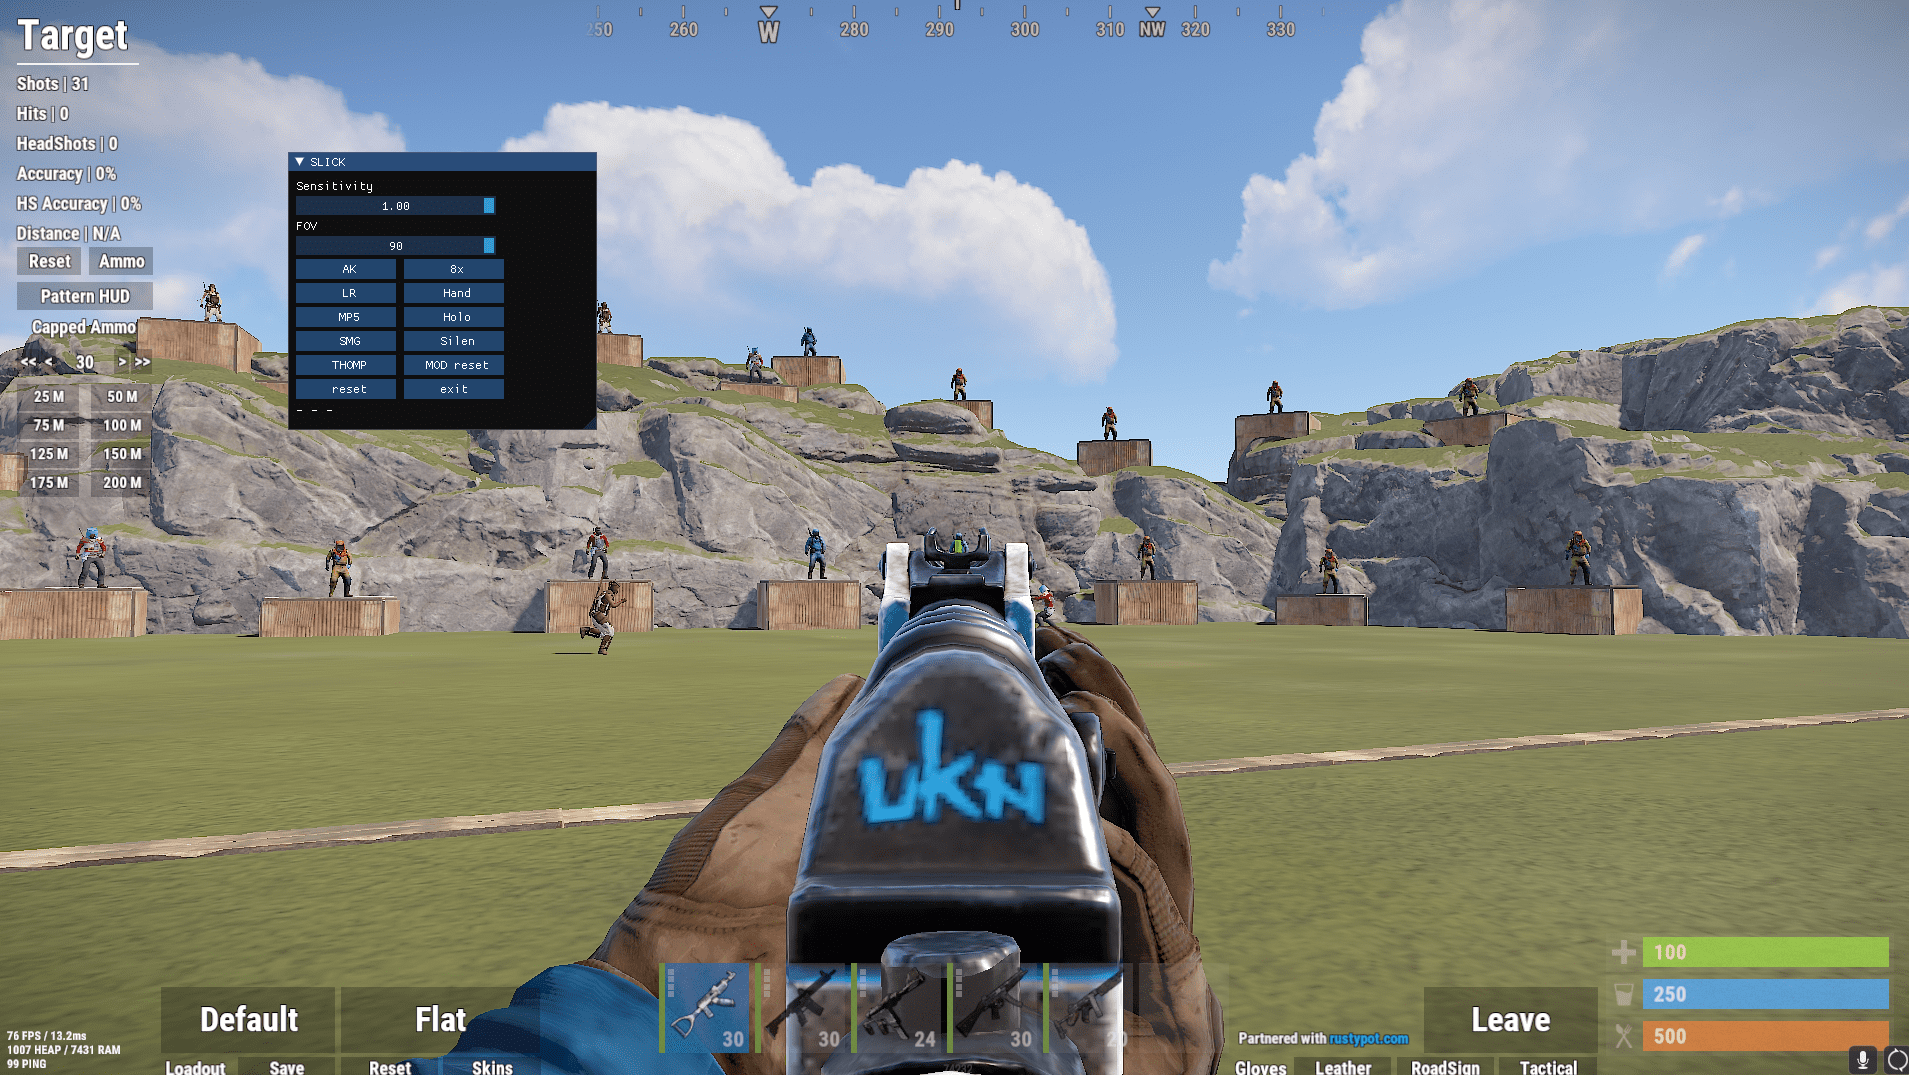 250 260 W 280 290 300 310 NW 320 330
Target
Shots | 31
Hits | 0
HeadShots | 0
Accuracy | 0%
HS Accuracy | 0%
Distance | N/A
Reset Ammo
Pattern HUD
Capped Ammo
<< < 30 > >>
25 M 50 M
75 M 100 M
125 M 150 M
175 M 200 M
SLICK
Sensitivity
1.00
FOV
90
AK 8x
LR Hand
MP5 Holo
SMG Silen
THOMP MOD reset
reset exit
- - -
UKN
30 30 24 30 20
100
250
500
Default Flat
Leave
Partnered with rustypot.com
76 FPS / 13.2ms
1007 HEAP / 7431 RAM
99 PING
Loadout Save Reset Skins
Gloves Leather RoadSign Tactical